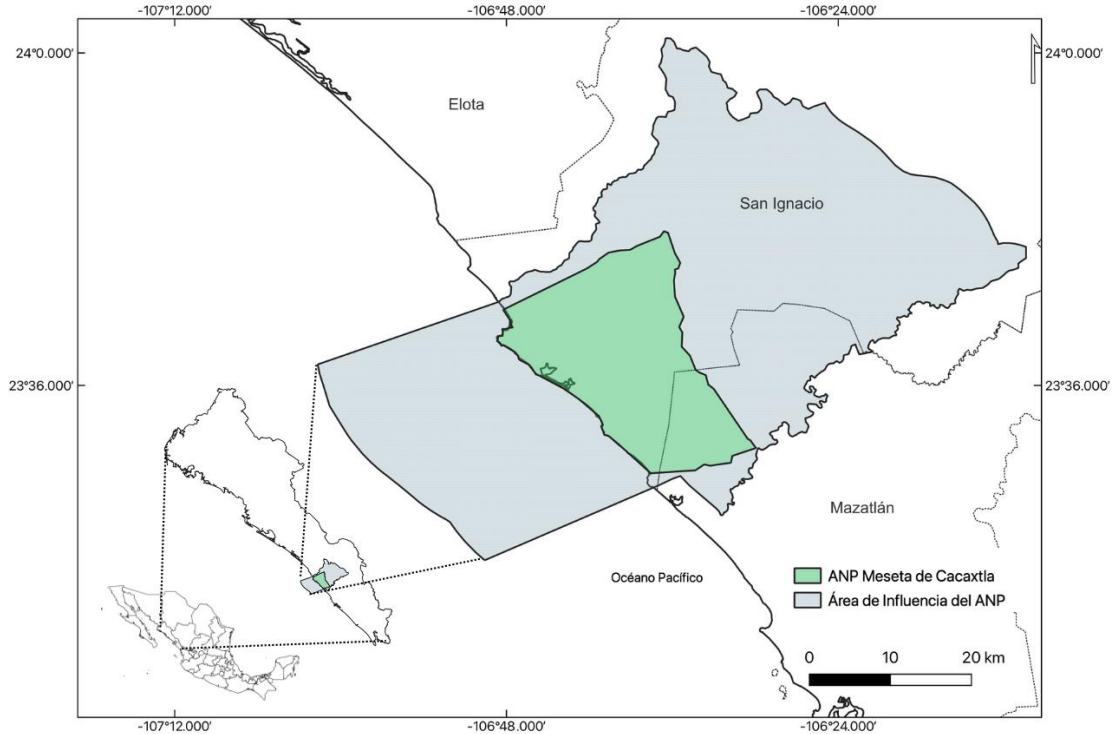 -107°12.000'
-106°48.000'
-106°24.000'
24°0.000'
24°0.000'
Elota
San Ignacio
23°36.000'
23°36.000'
Mazatlán
Océano Pacífico
ANP Meseta de Cacaxtla
Área de Influencia del ANP
0 10 20 km
-107°12.000'
-106°48.000'
-106°24.000'